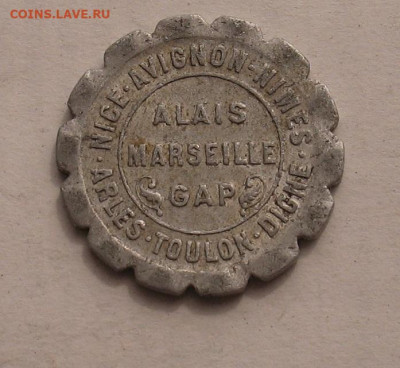 COINS.LAVE.RU
NICE · AVIGNON · NIMES ·
ALAIS
MARSEILLE
GAP
ARLES · TOULON · DIGNE